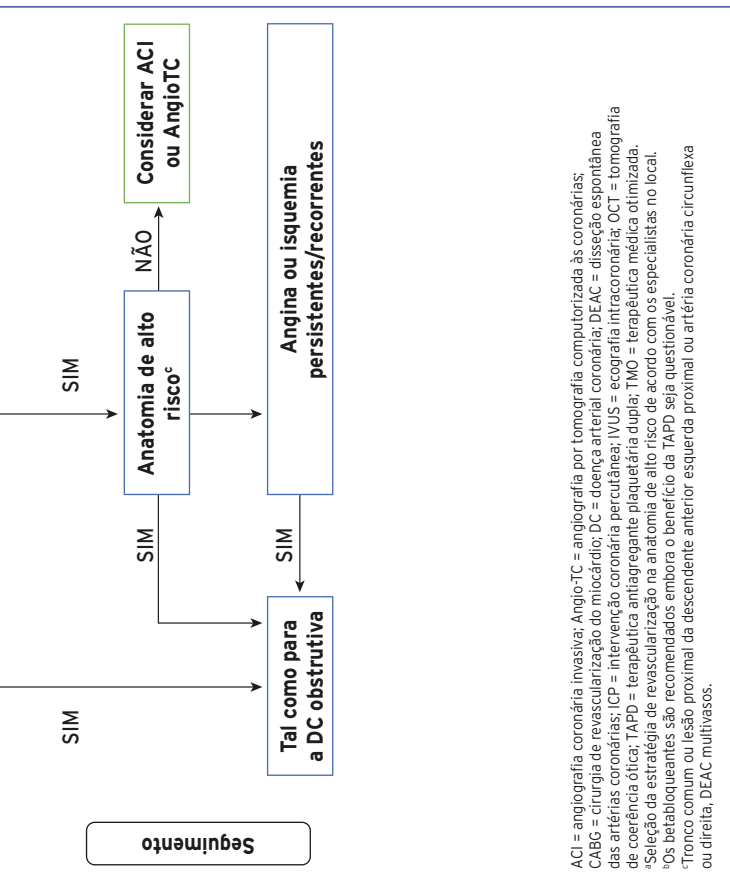 SIM
SIM
Anatomia de alto
riscoᶜ
NÃO
Considerar ACI
ou AngioTC
SIM
Angina ou isquemia
persistentes/recorrentes
SIM
Tal como para
a DC obstrutiva
Seguimento
ACI = angiografia coronária invasiva; Angio-TC = angiografia por tomografia computorizada às coronárias;
CABG = cirurgia de revascularização do miocárdio; DC = doença arterial coronária; DEAC = disseção espontânea
das artérias coronárias; ICP = intervenção coronária percutânea; IVUS = ecografia intracoronária; OCT = tomografia
de coerência ótica; TAPD = terapêutica antiagregante plaquetária dupla; TMO = terapêutica médica otimizada.
ᵃSeleção da estratégia de revascularização na anatomia de alto risco de acordo com os especialistas no local.
ᵇOs betabloqueantes são recomendados embora o benefício da TAPD seja questionável.
ᶜTronco comum ou lesão proximal da descendente anterior esquerda proximal ou artéria coronária circunflexa
ou direita, DEAC multivasos.